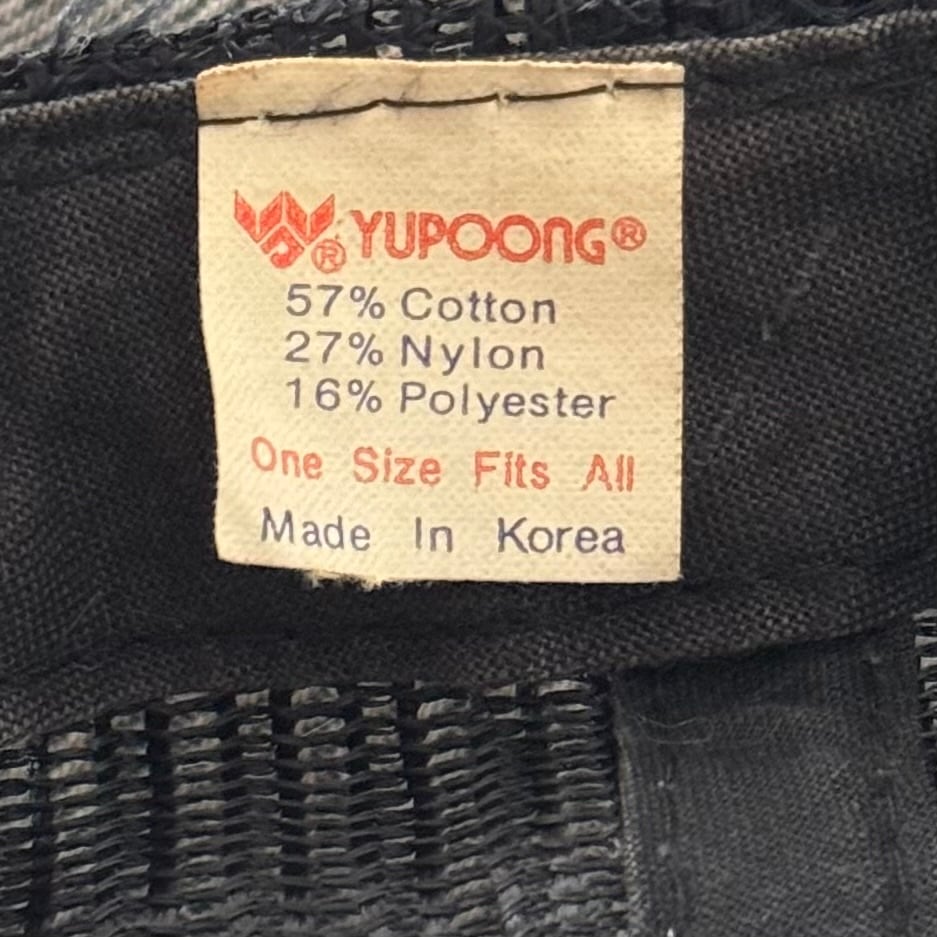 ® YUPOONG®
57% Cotton
27% Nylon
16% Polyester
One Size Fits All
Made In Korea